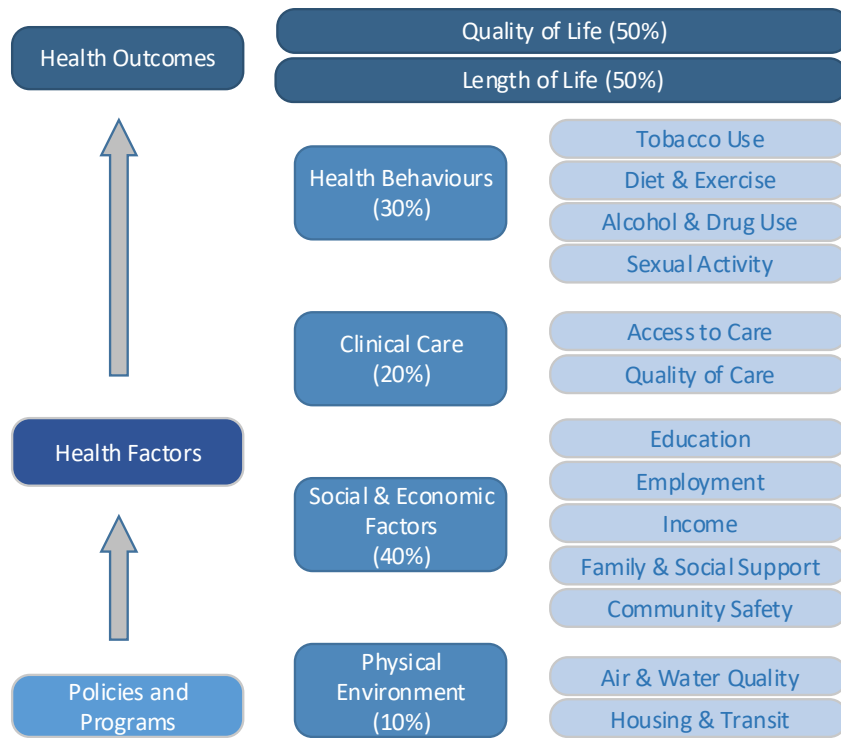 Health Outcomes
Quality of Life (50%)
Length of Life (50%)
Health Behaviours
(30%)
Tobacco Use
Diet & Exercise
Alcohol & Drug Use
Sexual Activity
Clinical Care
(20%)
Access to Care
Quality of Care
Health Factors
Social & Economic
Factors
(40%)
Education
Employment
Income
Family & Social Support
Community Safety
Policies and
Programs
Physical
Environment
(10%)
Air & Water Quality
Housing & Transit